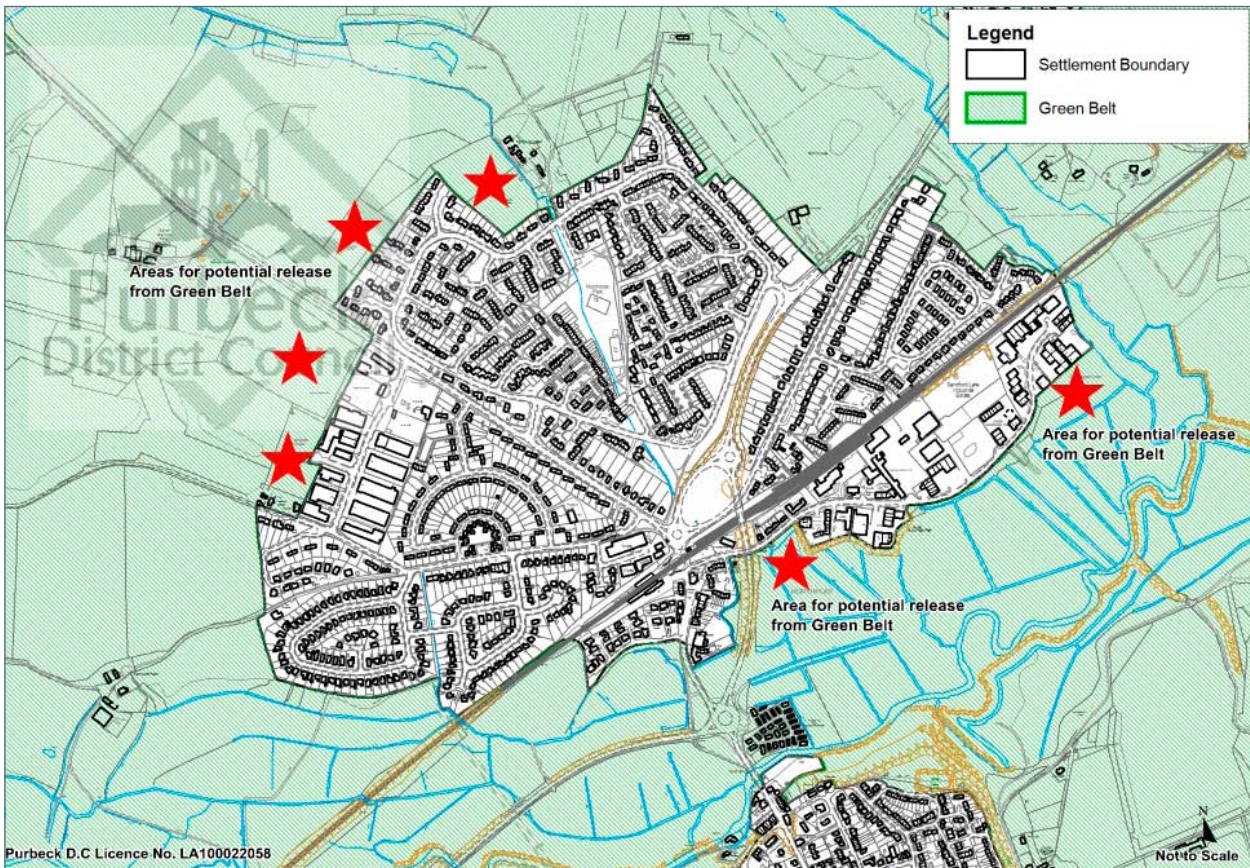 Legend
Settlement Boundary
Green Belt
Areas for potential release
from Green Belt
Purbeck
District Council
Area for potential release
from Green Belt
Area for potential release
from Green Belt
N
Purbeck D.C Licence No. LA100022058
Not to Scale